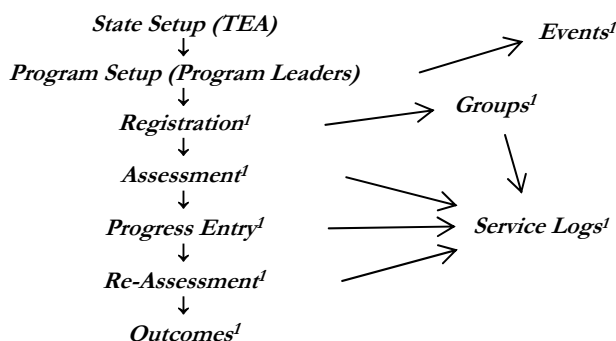 State Setup (TEA)
Events1
Program Setup (Program Leaders)
Groups1
Registration1
Assessment1
Progress Entry1
Service Logs1
Re-Assessment1
Outcomes1